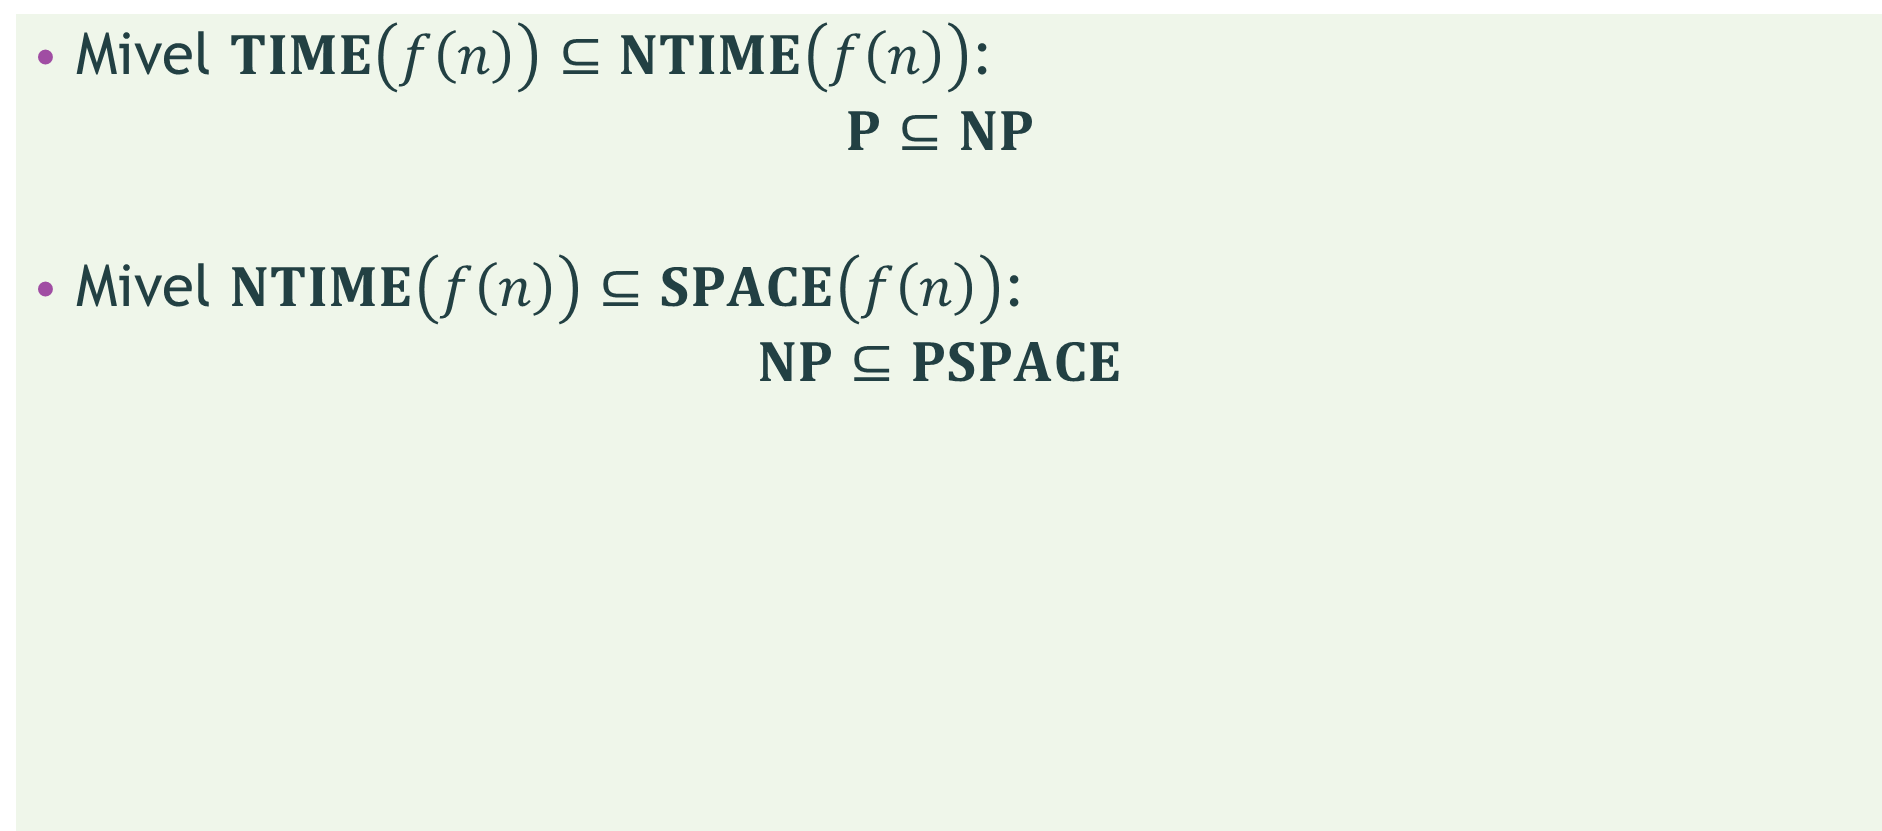 • Mivel TIME(f(n)) ⊆ NTIME(f(n)):
P ⊆ NP
• Mivel NTIME(f(n)) ⊆ SPACE(f(n)):
NP ⊆ PSPACE